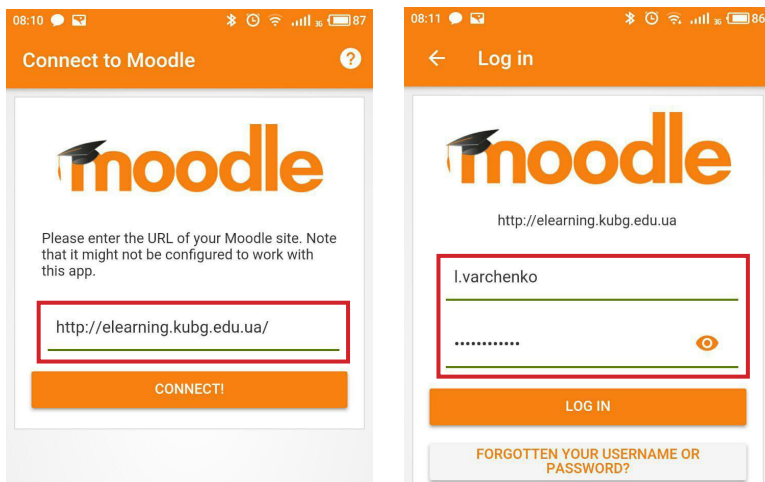 08:10 3G 87
Connect to Moodle ?
moodle
Please enter the URL of your Moodle site. Note
that it might not be configured to work with
this app.
http://elearning.kubg.edu.ua/
CONNECT!
08:11 3G 86
Log in
moodle
http://elearning.kubg.edu.ua
l.varchenko
••••••••••••
LOG IN
FORGOTTEN YOUR USERNAME OR
PASSWORD?